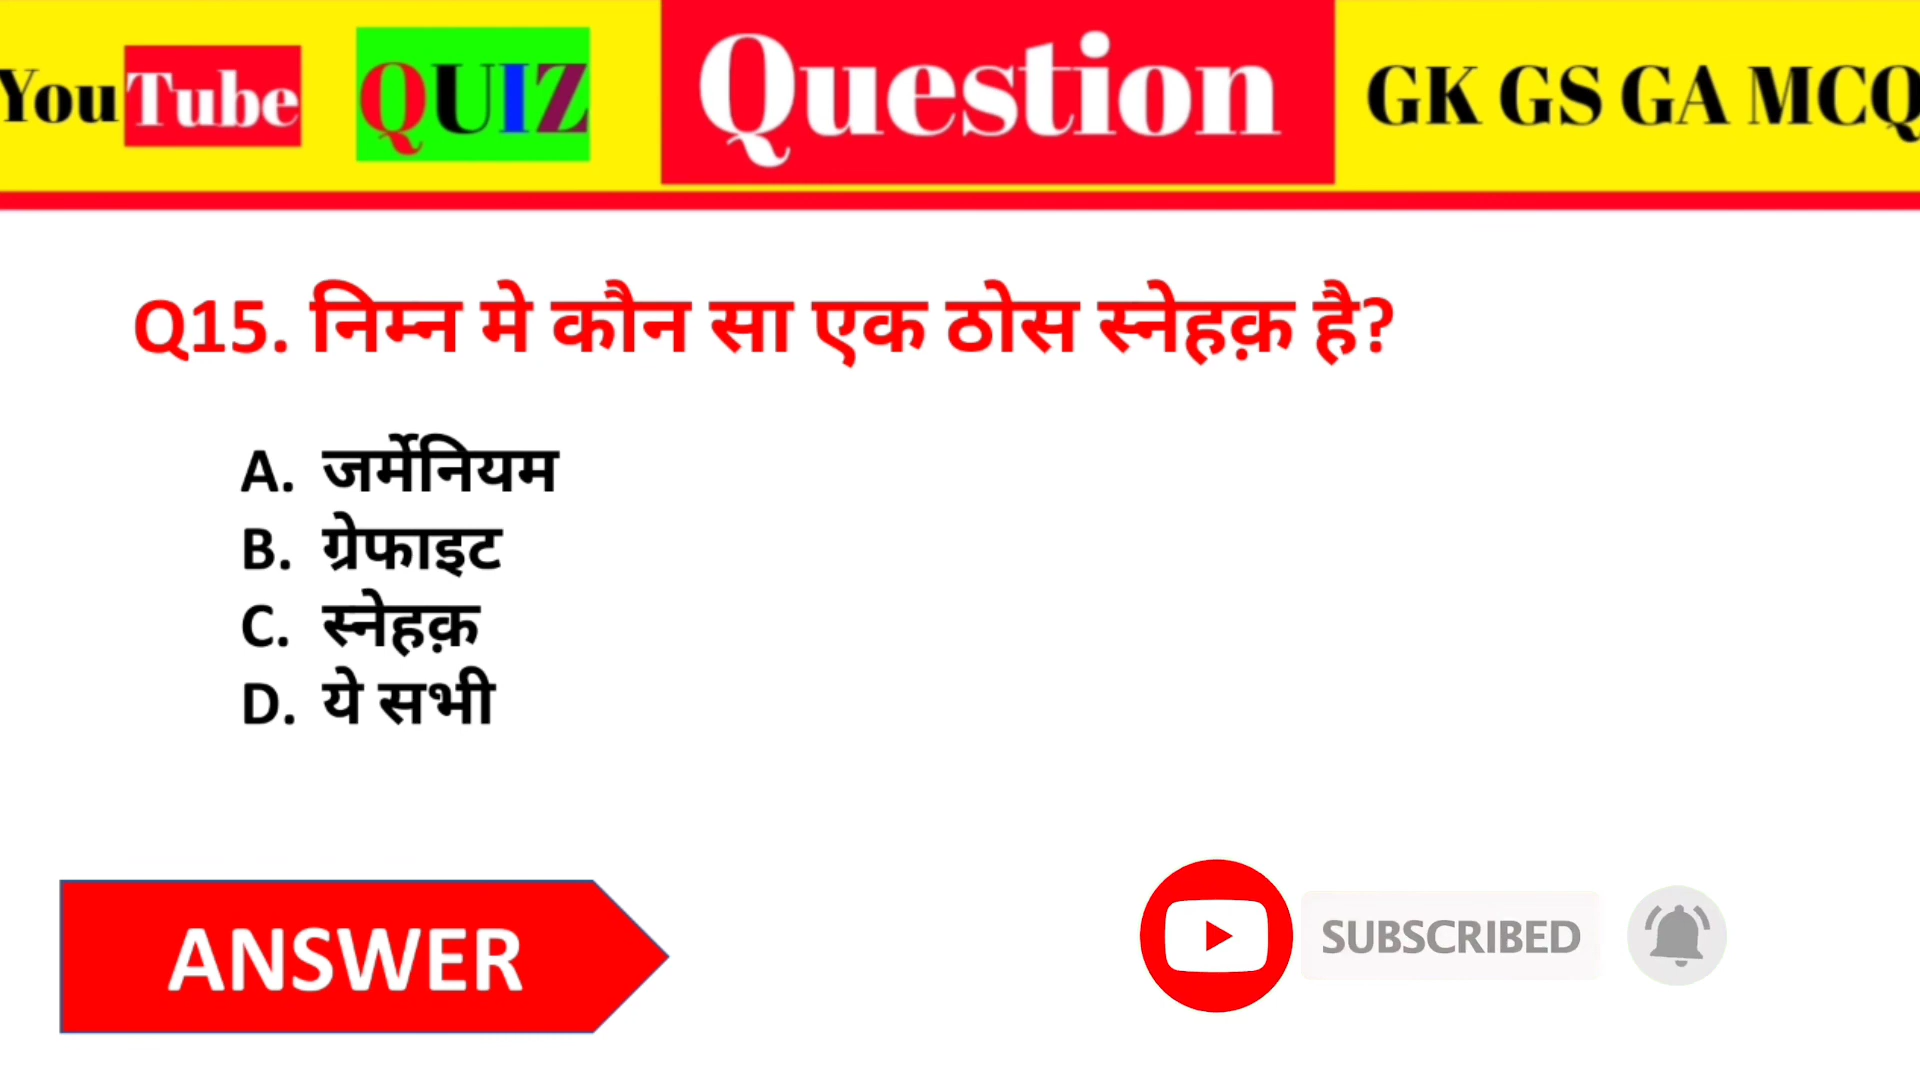 YouTube QUIZ Question GK GS GA MCQ
Q15. निम्न मे कौन सा एक ठोस स्नेहक़ है?
A. जर्मेनियम
B. ग्रेफाइट
C. स्नेहक़
D. ये सभी
ANSWER
SUBSCRIBED